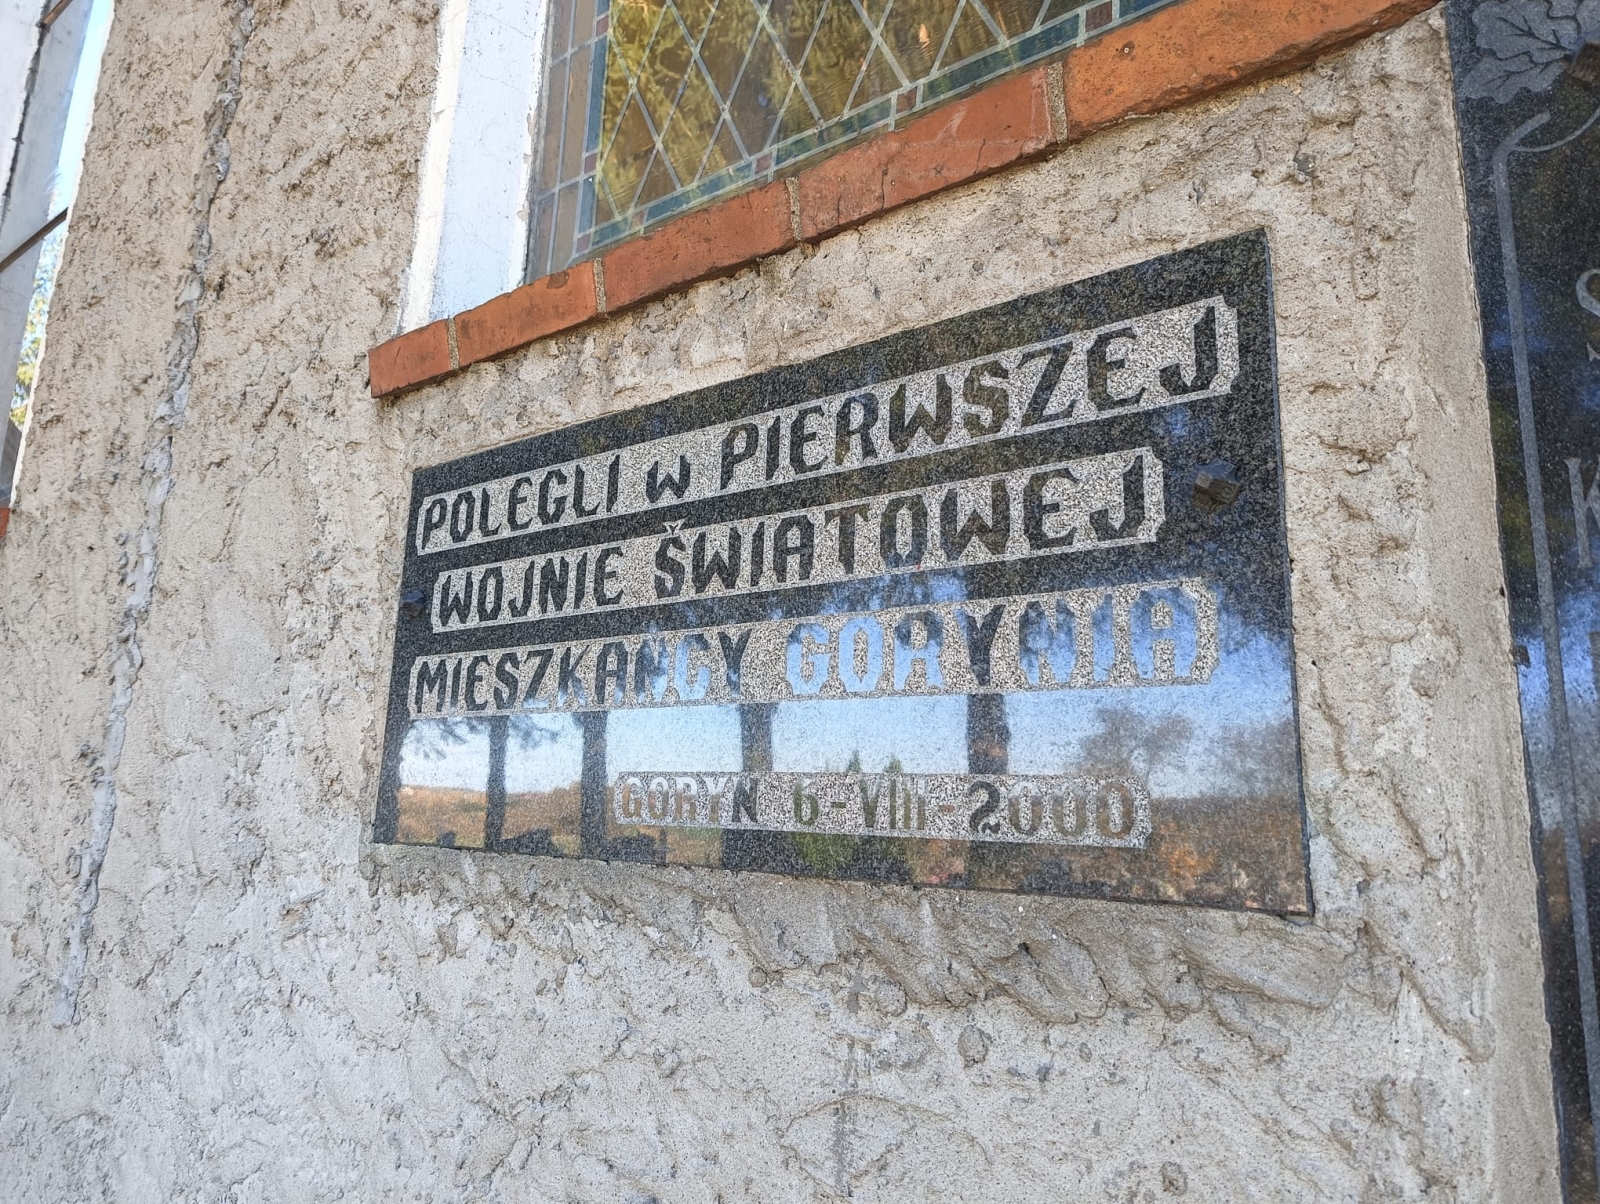 POLEGLI W PIERWSZEJ
WOJNIE ŚWIATOWEJ
MIESZKAŃCY GORYNIA
GORYŃ 6-VIII-2000